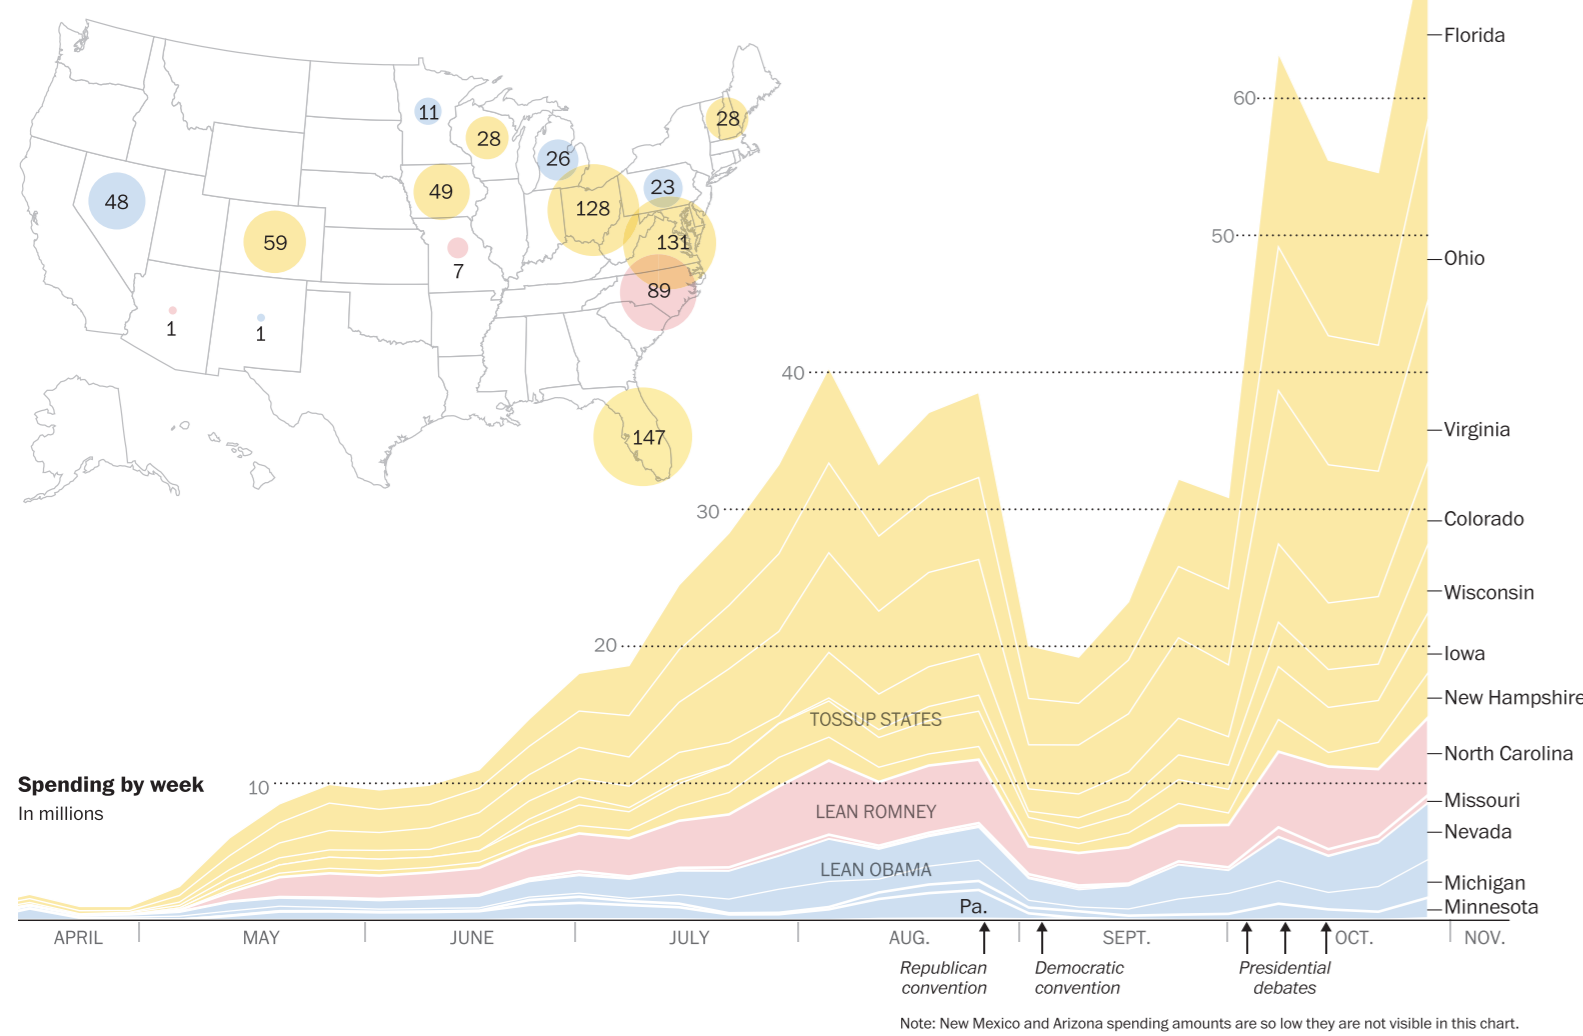 Florida
60
11
28
28
26
48
49
23
128
59
131
50
Ohio
7
89
1
1
40
147
Virginia
30
Colorado
Wisconsin
20
Iowa
New Hampshire
TOSSUP STATES
North Carolina
Spending by week
In millions
10
LEAN ROMNEY
Missouri
Nevada
LEAN OBAMA
Michigan
Pa.
Minnesota
APRIL MAY JUNE JULY AUG. SEPT. OCT. NOV.
Republican
convention
Democratic
convention
Presidential
debates
Note: New Mexico and Arizona spending amounts are so low they are not visible in this chart.